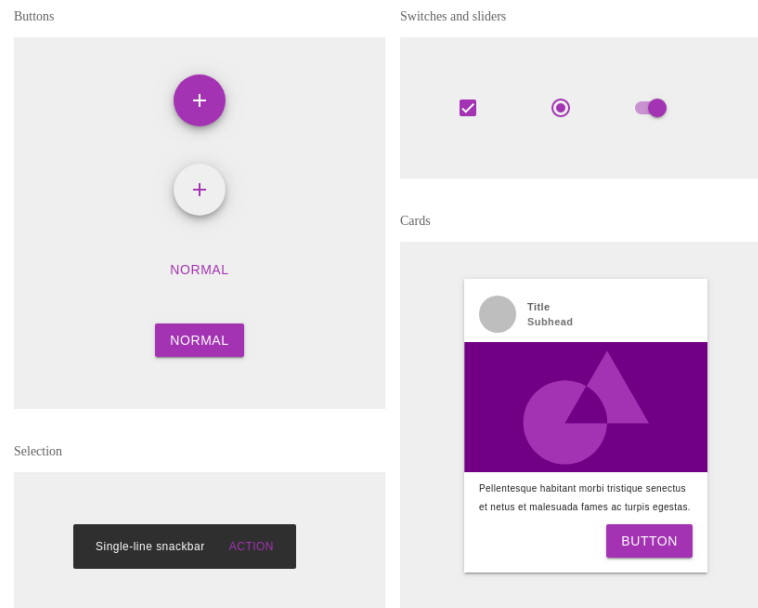 Buttons
NORMAL
NORMAL
Selection
Single-line snackbar ACTION
Switches and sliders
Cards
Title
Subhead
Pellentesque habitant morbi tristique senectus
et netus et malesuada fames ac turpis egestas.
BUTTON